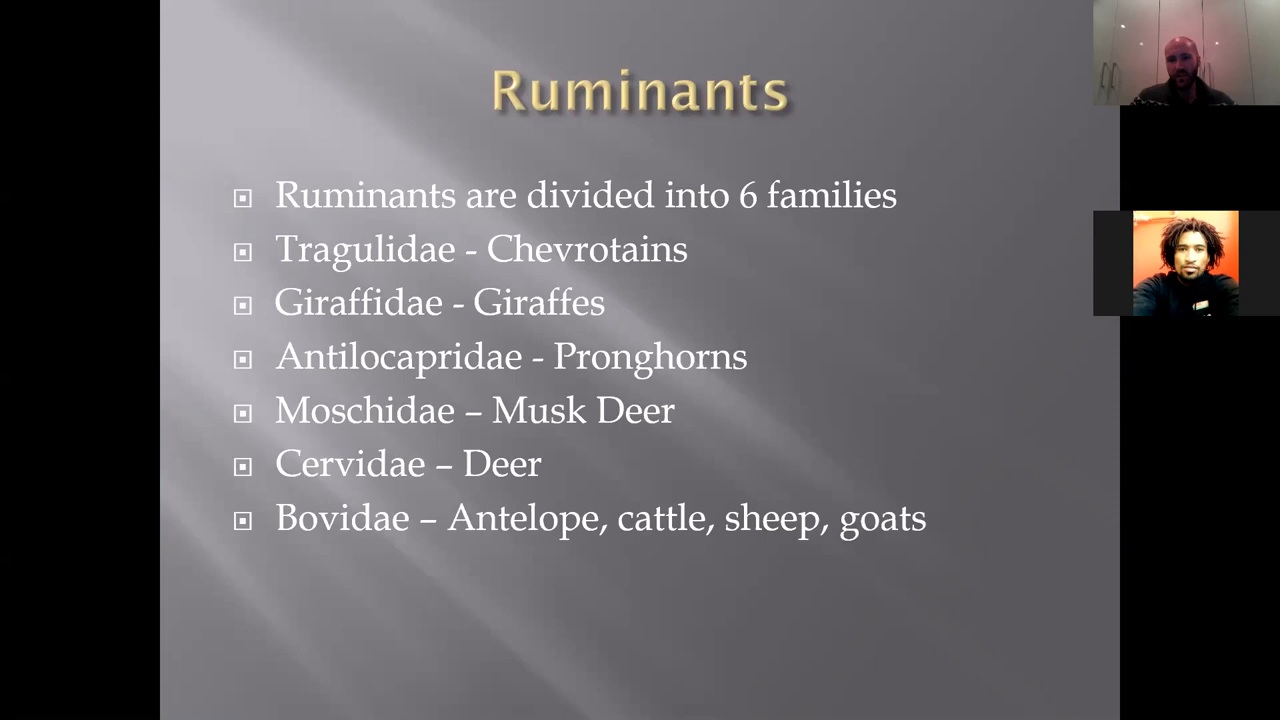 Ruminants
Ruminants are divided into 6 families
Tragulidae - Chevrotains
Giraffidae - Giraffes
Antilocapridae - Pronghorns
Moschidae – Musk Deer
Cervidae – Deer
Bovidae – Antelope, cattle, sheep, goats